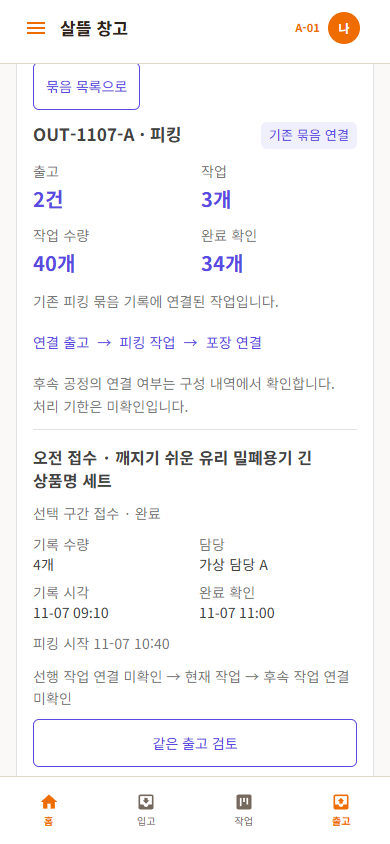 살뜰 창고
A-01 나
묶음 목록으로
OUT-1107-A · 피킹
기존 묶음 연결
출고 작업
2건 3개
작업 수량 완료 확인
40개 34개
기존 피킹 묶음 기록에 연결된 작업입니다.
연결 출고 → 피킹 작업 → 포장 연결
후속 공정의 연결 여부는 구성 내역에서 확인합니다.
처리 기한은 미확인입니다.
오전 접수 · 깨지기 쉬운 유리 밀폐용기 긴
상품명 세트
선택 구간 접수 · 완료
기록 수량 담당
4개 가상 담당 A
기록 시각 완료 확인
11-07 09:10 11-07 11:00
피킹 시작 11-07 10:40
선행 작업 연결 미확인 → 현재 작업 → 후속 작업 연결
미확인
같은 출고 검토
홈 입고 작업 출고